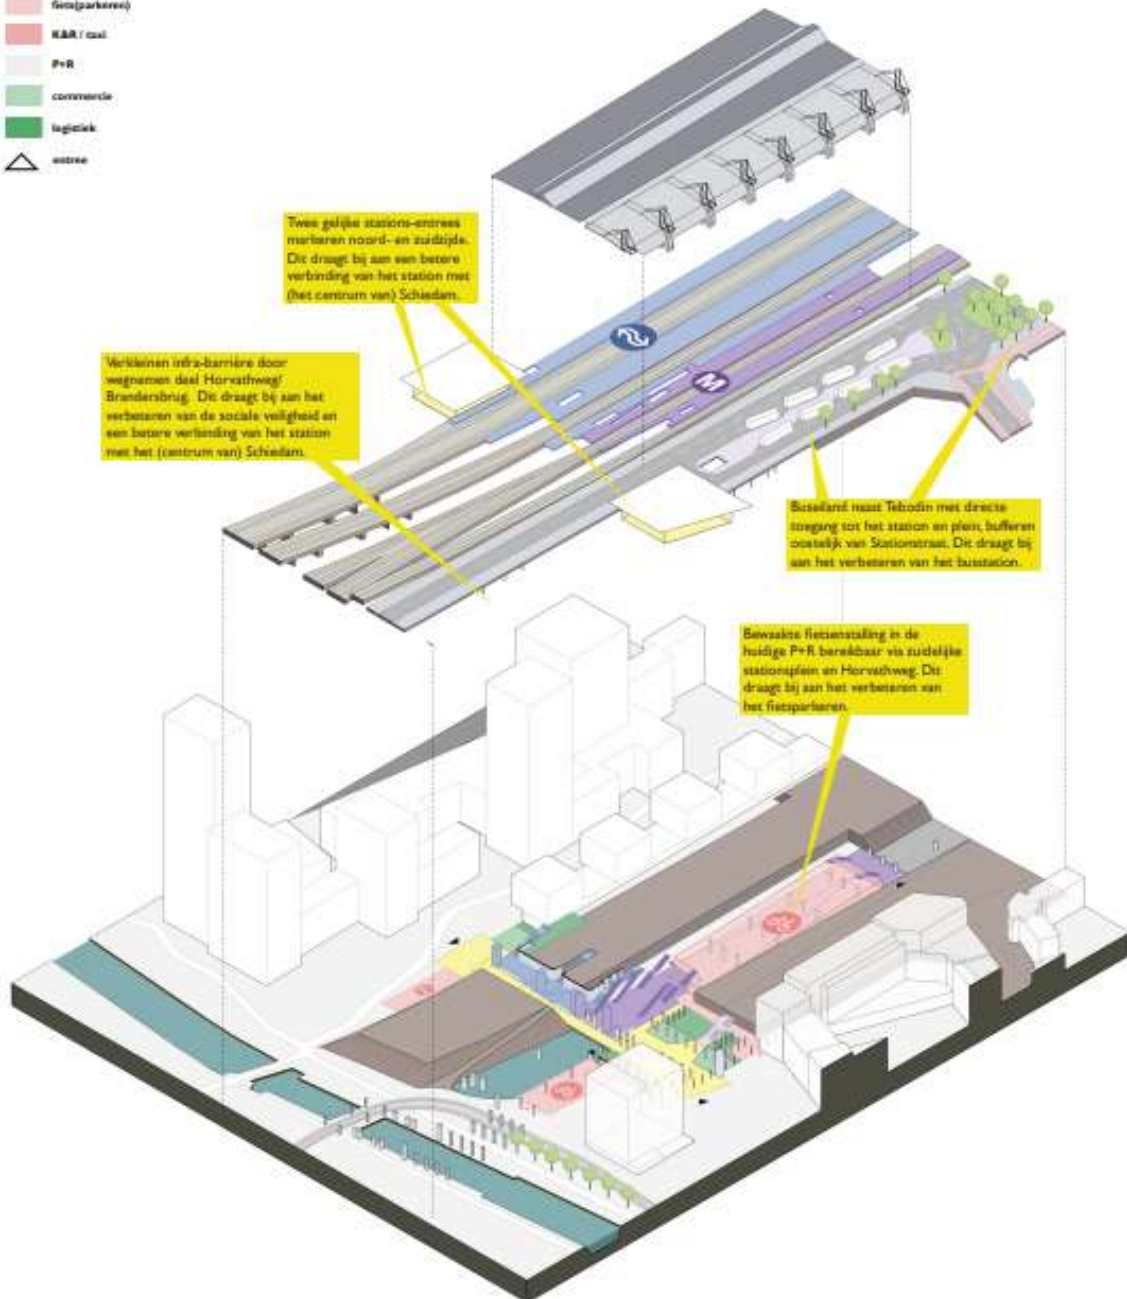 fiets(parkeren)
K&R / taxi
P+R
commercie
logistiek
entree
Twee gelijke stations-entrees
markeren noord- en zuidzijde.
Dit draagt bij aan een betere
verbinding van het station met
(het centrum van) Schiedam.
Verkleinen infra-barrière door
wegnemen deel Horvathweg/
Brandersbrug. Dit draagt bij aan het
verbeteren van de sociale veiligheid en
een betere verbinding van het station
met het (centrum van) Schiedam.
M
Buseiland naast Tebodin met directe
toegang tot het station en plein, bufferen
oostelijk van Stationstraat. Dit draagt bij
aan het verbeteren van het busstation.
Bewaakte fietsenstalling in de
huidige P+R bereikbaar via zuidelijke
stationsplein en Horvathweg. Dit
draagt bij aan het verbeteren van
het fietsparkeren.